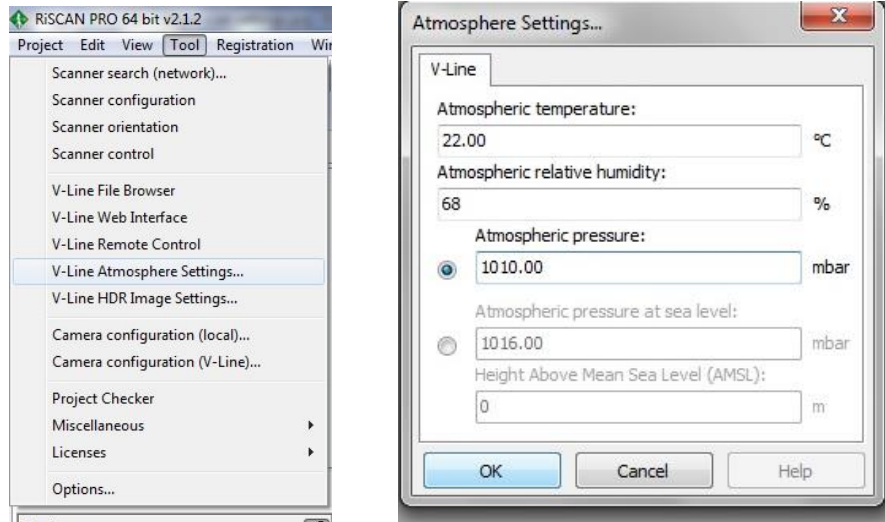 RiSCAN PRO 64 bit v2.1.2
Project Edit View Tool Registration
Scanner search (network)...
Scanner configuration
Scanner orientation
Scanner control
V-Line File Browser
V-Line Web Interface
V-Line Remote Control
V-Line Atmosphere Settings...
V-Line HDR Image Settings...
Camera configuration (local)...
Camera configuration (V-Line)...
Project Checker
Miscellaneous
Licenses
Options...
Atmosphere Settings...
V-Line
Atmospheric temperature:
22.00 ºC
Atmospheric relative humidity:
68 %
Atmospheric pressure:
1010.00 mbar
Atmospheric pressure at sea level:
1016.00 mbar
Height Above Mean Sea Level (AMSL):
0 m
OK Cancel Help